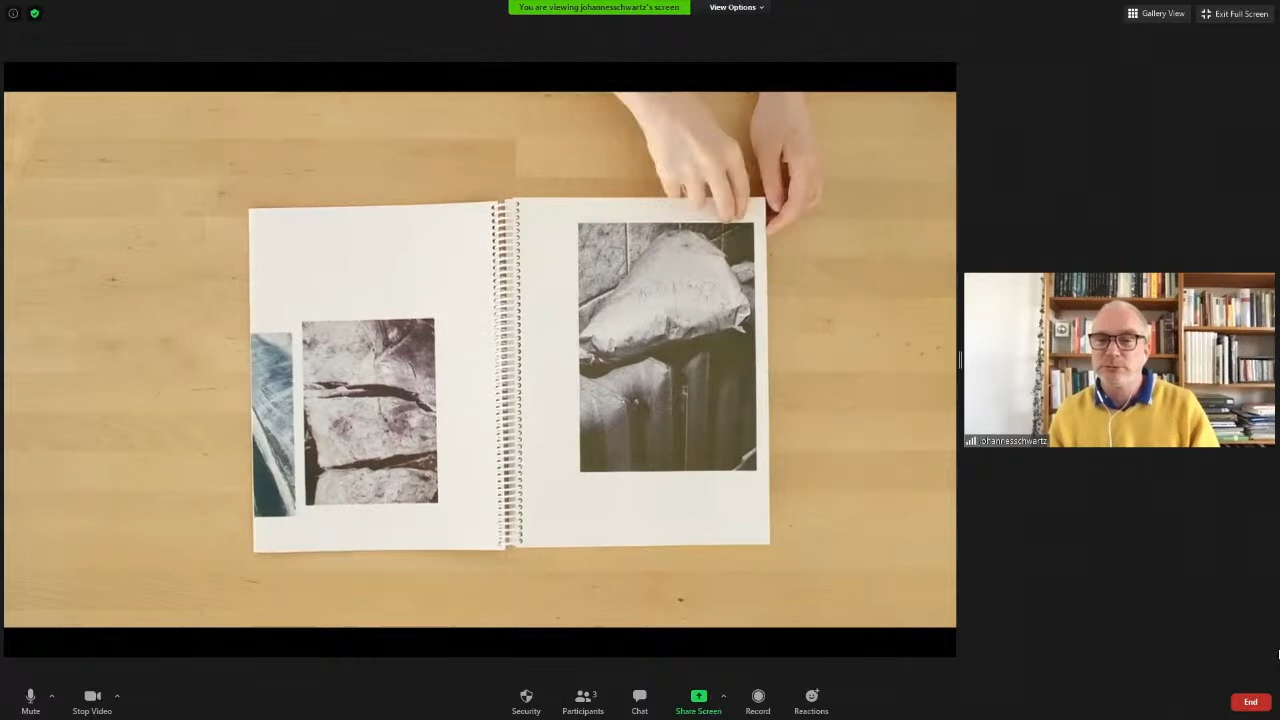 You are viewing johannesschwartz's screen
View Options
Gallery View
Exit Full Screen
johannesschwartz
Mute
Stop Video
Security
Participants
3
Chat
Share Screen
Record
Reactions
End